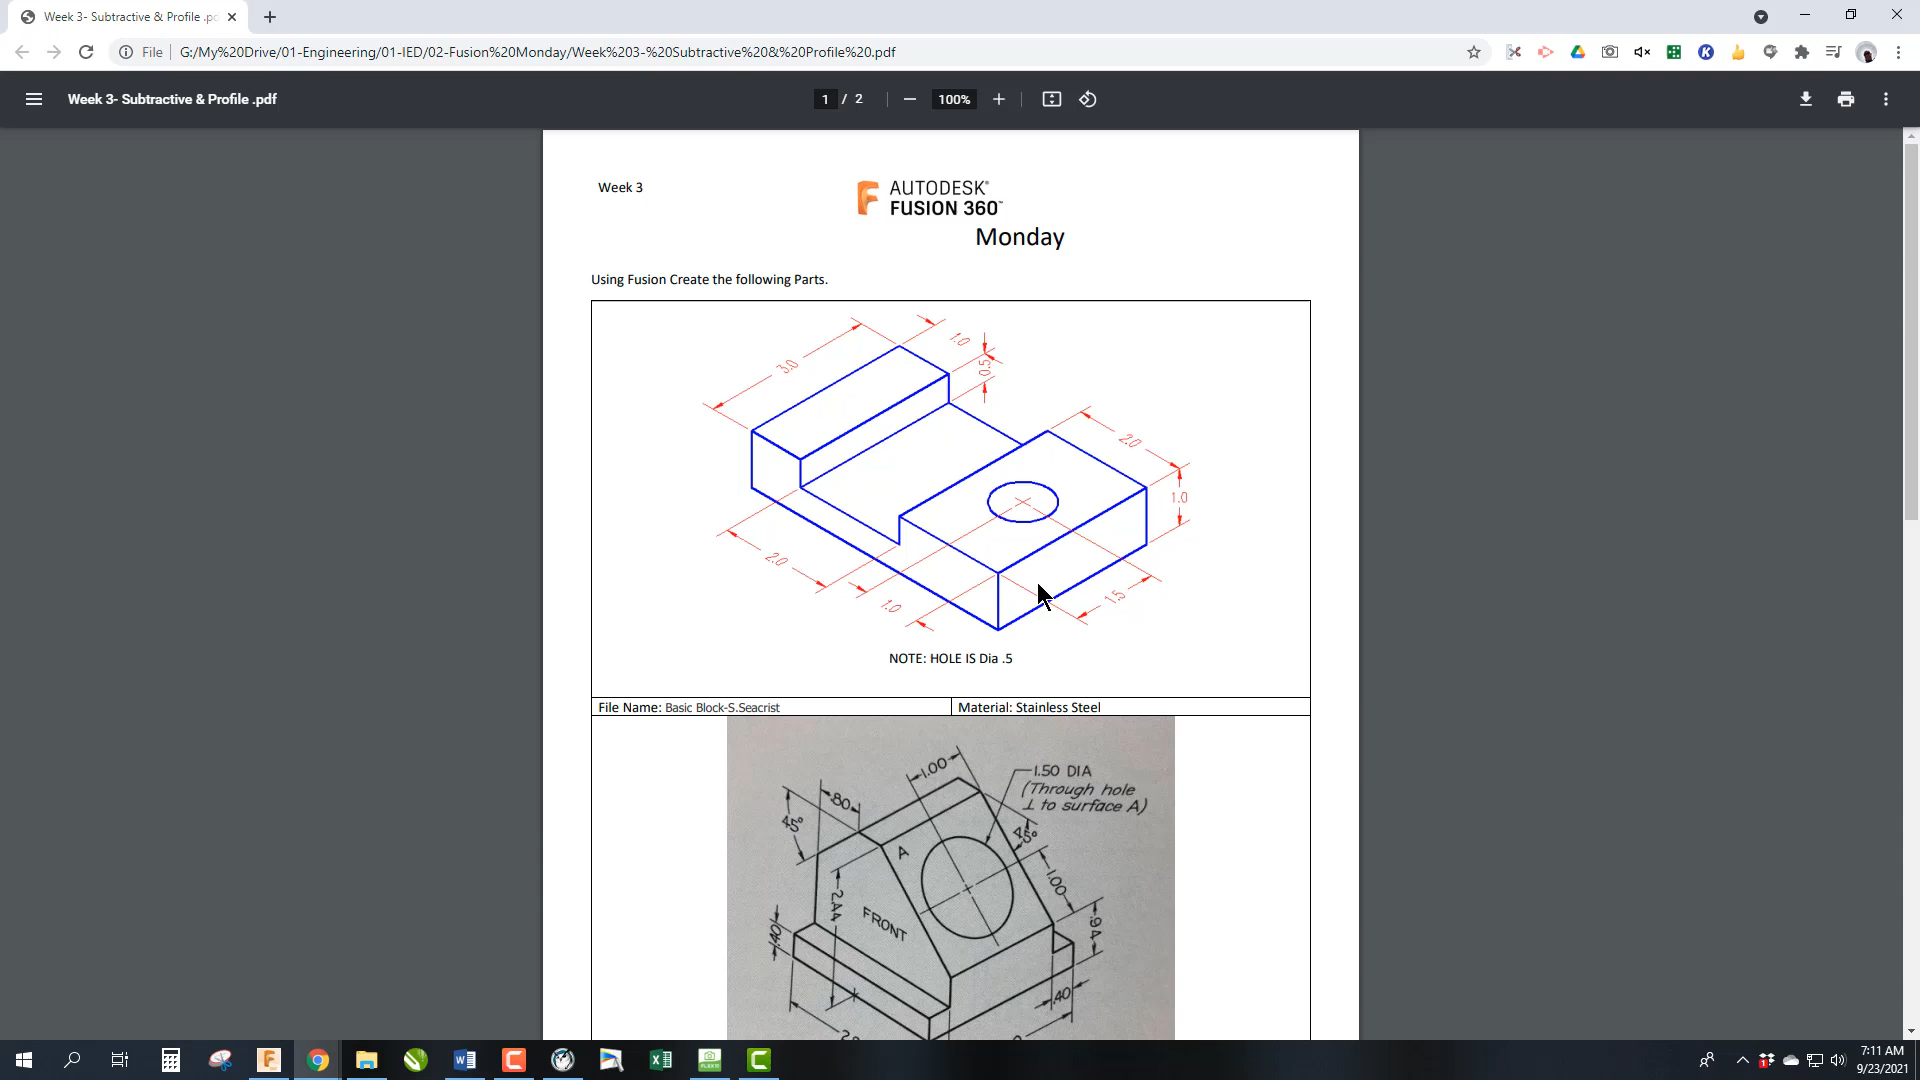 Week 3- Subtractive & Profile .pd
File
G:/My%20Drive/01-Engineering/01-IED/02-Fusion%20Monday/Week%203-%20Subtractive%20&%20Profile%20.pdf
Week 3- Subtractive & Profile .pdf
1 / 2
100%
Week 3
AUTODESK®
FUSION 360™
Monday
Using Fusion Create the following Parts.
3.0
1.0
0.5
2.0
1.0
2.0
1.0
1.5
NOTE: HOLE IS Dia .5
File Name: Basic Block-S.Seacrist
Material: Stainless Steel
1.00
1.50 DIA
(Through hole
⊥ to surface A)
.80
45°
45°
A
1.00
2.44
FRONT
.94
.40
.40
7:11 AM
9/23/2021